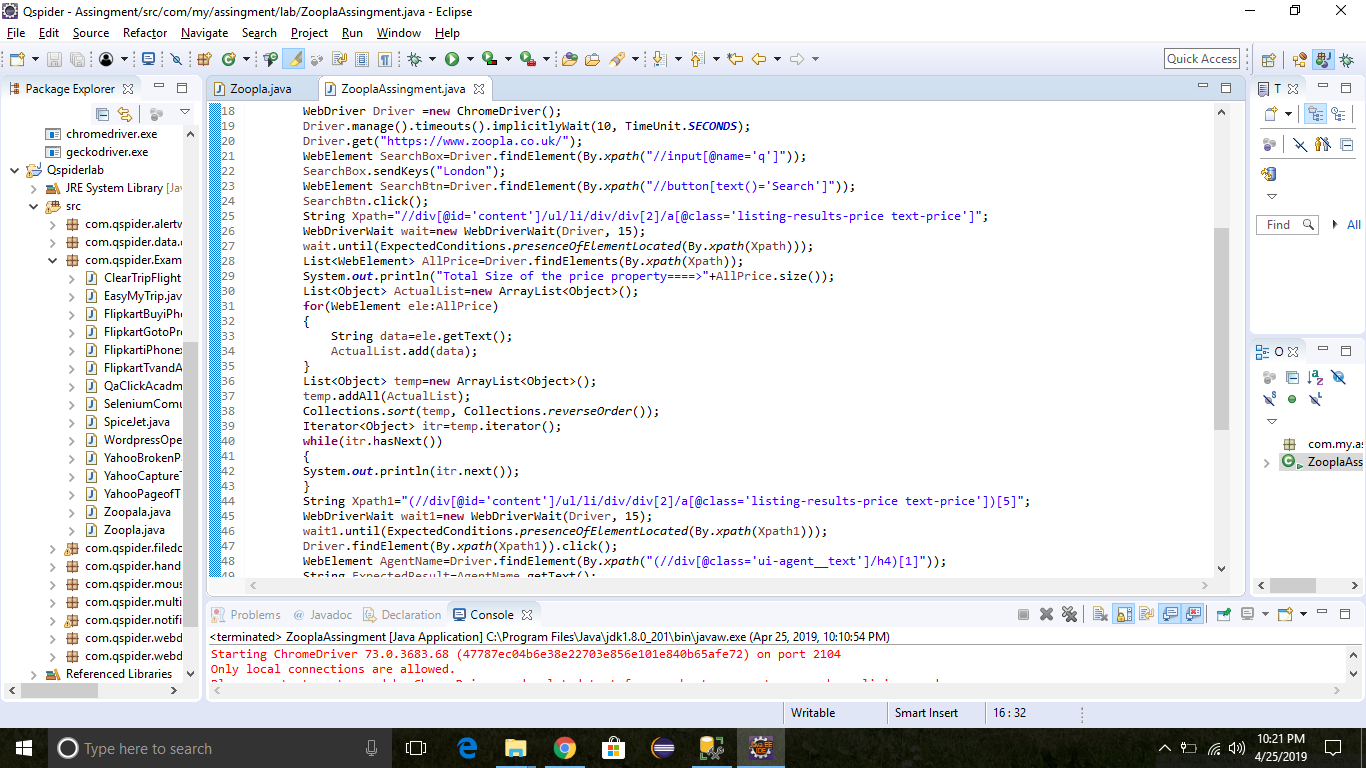 Qspider - Assingment/src/com/my/assingment/lab/ZooplaAssingment.java - Eclipse
File Edit Source Refactor Navigate Search Project Run Window Help
Quick Access
Package Explorer
chromedriver.exe
geckodriver.exe
Qspiderlab
JRE System Library [Jav
src
com.qspider.alertw
com.qspider.data.
com.qspider.Exam
ClearTripFlight
EasyMyTrip.jav
FlipkartBuyiPh
FlipkartGotoPr
FlipkartiPhone
FlipkartTvandA
QaClickAcadm
SeleniumComu
SpiceJet.java
WordpressOpe
YahooBrokenP
YahooCaptureT
YahooPageofT
Zoopala.java
Zoopla.java
com.qspider.filedc
com.qspider.hand
com.qspider.mous
com.qspider.multi
com.qspider.notifi
com.qspider.webd
com.qspider.webd
Referenced Libraries
Zoopla.java ZooplaAssingment.java
18 WebDriver Driver =new ChromeDriver();
19 Driver.manage().timeouts().implicitlyWait(10, TimeUnit.SECONDS);
20 Driver.get("https://www.zoopla.co.uk/");
21 WebElement SearchBox=Driver.findElement(By.xpath("//input[@name='q']"));
22 SearchBox.sendKeys("London");
23 WebElement SearchBtn=Driver.findElement(By.xpath("//button[text()='Search']"));
24 SearchBtn.click();
25 String Xpath="//div[@id='content']/ul/li/div/div[2]/a[@class='listing-results-price text-price']";
26 WebDriverWait wait=new WebDriverWait(Driver, 15);
27 wait.until(ExpectedConditions.presenceOfElementLocated(By.xpath(Xpath)));
28 List<WebElement> AllPrice=Driver.findElements(By.xpath(Xpath));
29 System.out.println("Total Size of the price property====>"+AllPrice.size());
30 List<Object> ActualList=new ArrayList<Object>();
31 for(WebElement ele:AllPrice)
32 {
33 String data=ele.getText();
34 ActualList.add(data);
35 }
36 List<Object> temp=new ArrayList<Object>();
37 temp.addAll(ActualList);
38 Collections.sort(temp, Collections.reverseOrder());
39 Iterator<Object> itr=temp.iterator();
40 while(itr.hasNext())
41 {
42 System.out.println(itr.next());
43 }
44 String Xpath1="(//div[@id='content']/ul/li/div/div[2]/a[@class='listing-results-price text-price'])[5]";
45 WebDriverWait wait1=new WebDriverWait(Driver, 15);
46 wait1.until(ExpectedConditions.presenceOfElementLocated(By.xpath(Xpath1)));
47 Driver.findElement(By.xpath(Xpath1)).click();
48 WebElement AgentName=Driver.findElement(By.xpath("(//div[@class='ui-agent__text']/h4)[1]"));
49 String ExpectedResult=AgentName.getText();
T
Find All
O
com.my.as
ZooplaAss
Problems @ Javadoc Declaration Console
<terminated> ZooplaAssingment [Java Application] C:\Program Files\Java\jdk1.8.0_201\bin\javaw.exe (Apr 25, 2019, 10:10:54 PM)
Starting ChromeDriver 73.0.3683.68 (47787ec04b6e38e22703e856e101e840b65afe72) on port 2104
Only local connections are allowed.
Writable Smart Insert 16 : 32
Type here to search
10:21 PM
4/25/2019